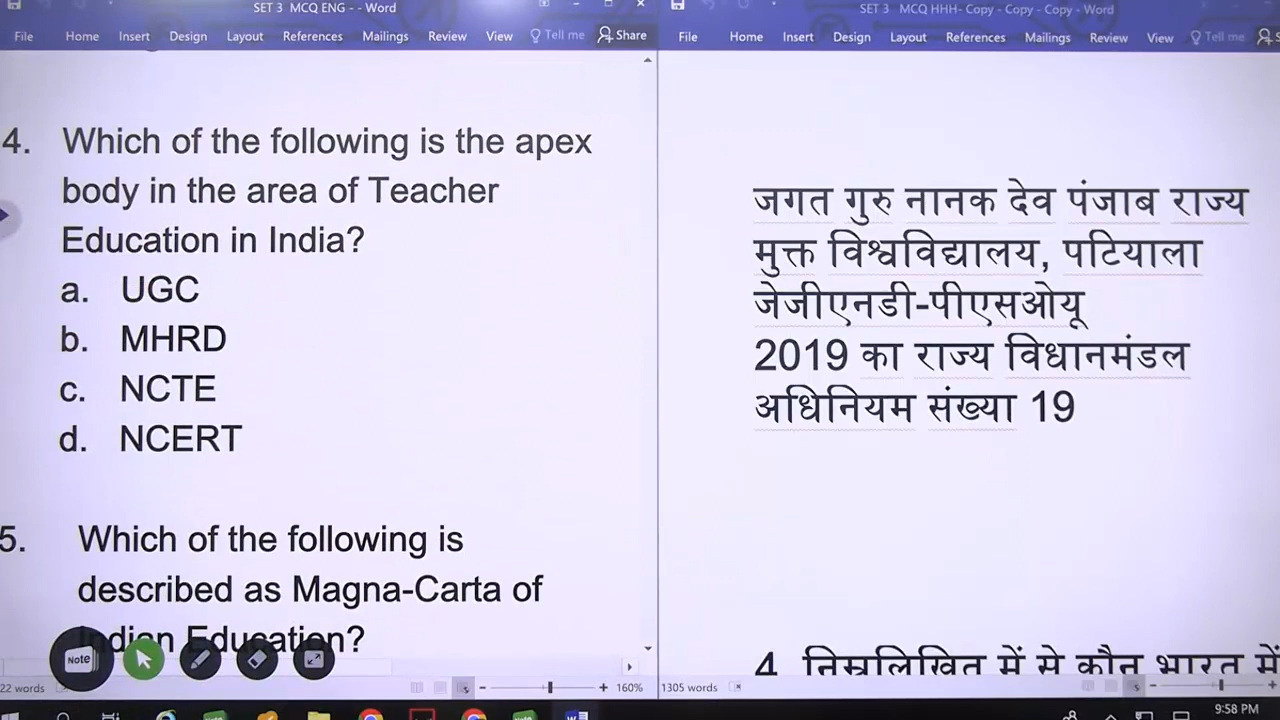 SET 3 MCQ ENG - - Word
File Home Insert Design Layout References Mailings Review View Tell me Share
4. Which of the following is the apex
body in the area of Teacher
Education in India?
a. UGC
b. MHRD
c. NCTE
d. NCERT
5. Which of the following is
described as Magna-Carta of
Indian Education?
Note
22 words
160%
SET 3 MCQ HHH- Copy - Copy - Copy - Word
File Home Insert Design Layout References Mailings Review View Tell me
जगत गुरु नानक देव पंजाब राज्य
मुक्त विश्वविद्यालय, पटियाला
जेजीएनडी-पीएसओयू
2019 का राज्य विधानमंडल
अधिनियम संख्या 19
4 निम्नलिखित में से कौन भारत में
1305 words
9:58 PM